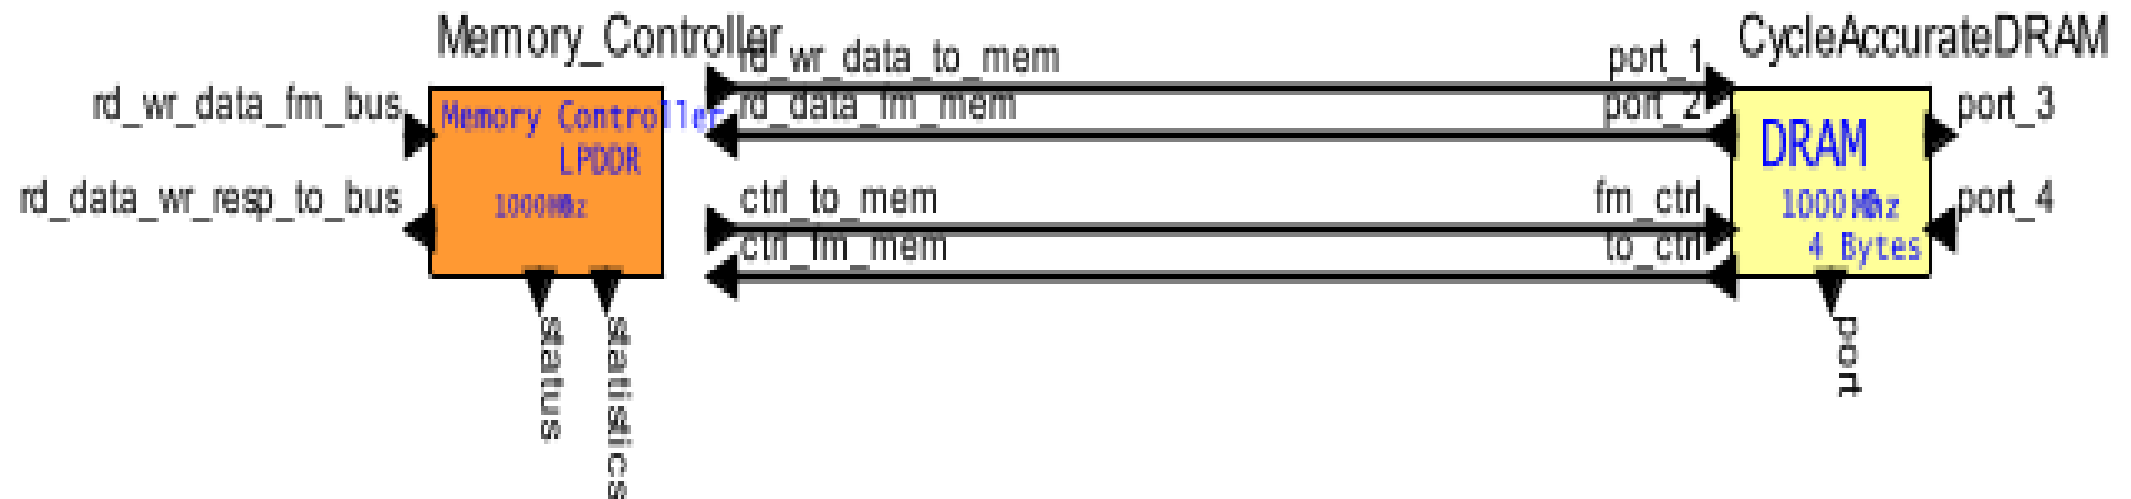 Memory_Controller
CycleAccurateDRAM
rd_wr_data_to_mem
port_1
rd_wr_data_fm_bus
Memory Controller
rd_data_fm_mem
port_2
port_3
LPDDR
DRAM
rd_data_wr_resp_to_bus
ctrl_to_mem
fm_ctrl
1000Mhz
port_4
ctrl_fm_mem
to_ctrl
4 Bytes
status
statistics
port